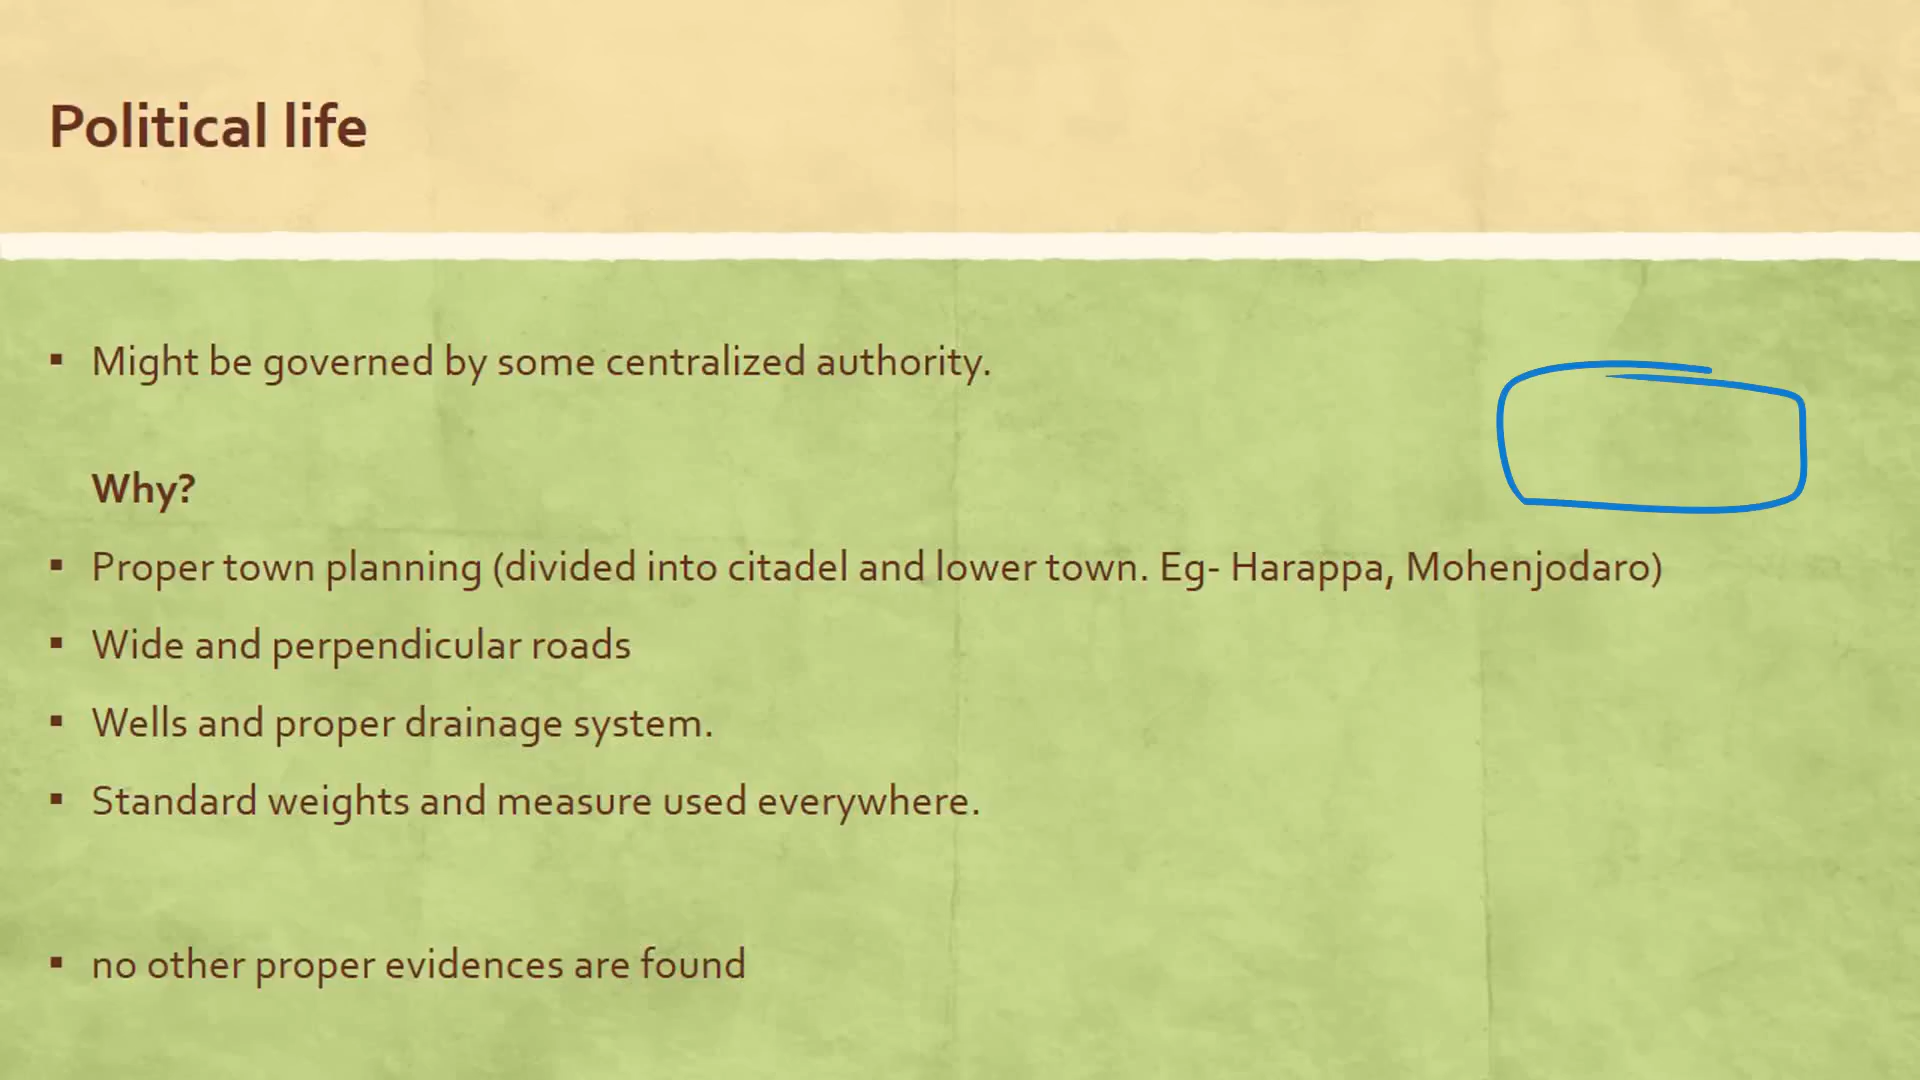 Political life
▪ Might be governed by some centralized authority.
Why?
▪ Proper town planning (divided into citadel and lower town. Eg- Harappa, Mohenjodaro)
▪ Wide and perpendicular roads
▪ Wells and proper drainage system.
▪ Standard weights and measure used everywhere.
▪ no other proper evidences are found